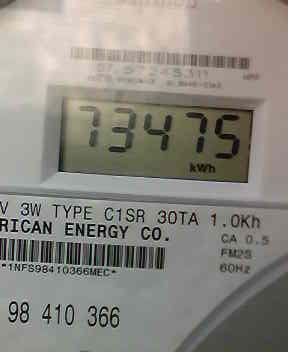 73475
kWh
V 3W TYPE C1SR 30TA 1.0Kh
RICAN ENERGY CO.
CA 0.5
FM2S
60Hz
*1NFS98410366MEC*
98 410 366